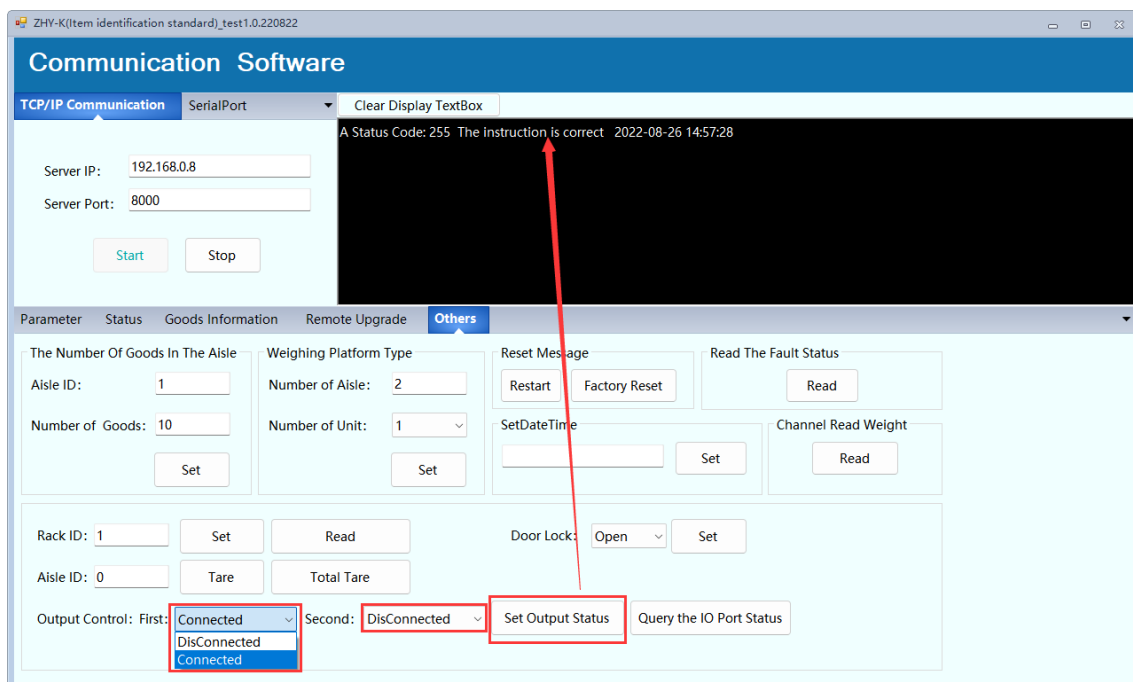 ZHY-K(Item identification standard)_test1.0.220822
Communication Software
TCP/IP Communication SerialPort Clear Display TextBox
A Status Code: 255 The instruction is correct 2022-08-26 14:57:28
Server IP: 192.168.0.8
Server Port: 8000
Start Stop
Parameter Status Goods Information Remote Upgrade Others
The Number Of Goods In The Aisle Weighing Platform Type Reset Message Read The Fault Status
Aisle ID: 1 Number of Aisle: 2 Restart Factory Reset Read
Number of Goods: 10 Number of Unit: 1 SetDateTime Channel Read Weight
Set Set Set Read
Rack ID: 1 Set Read Door Lock: Open Set
Aisle ID: 0 Tare Total Tare
Output Control: First: Connected Second: DisConnected Set Output Status Query the IO Port Status
DisConnected
Connected